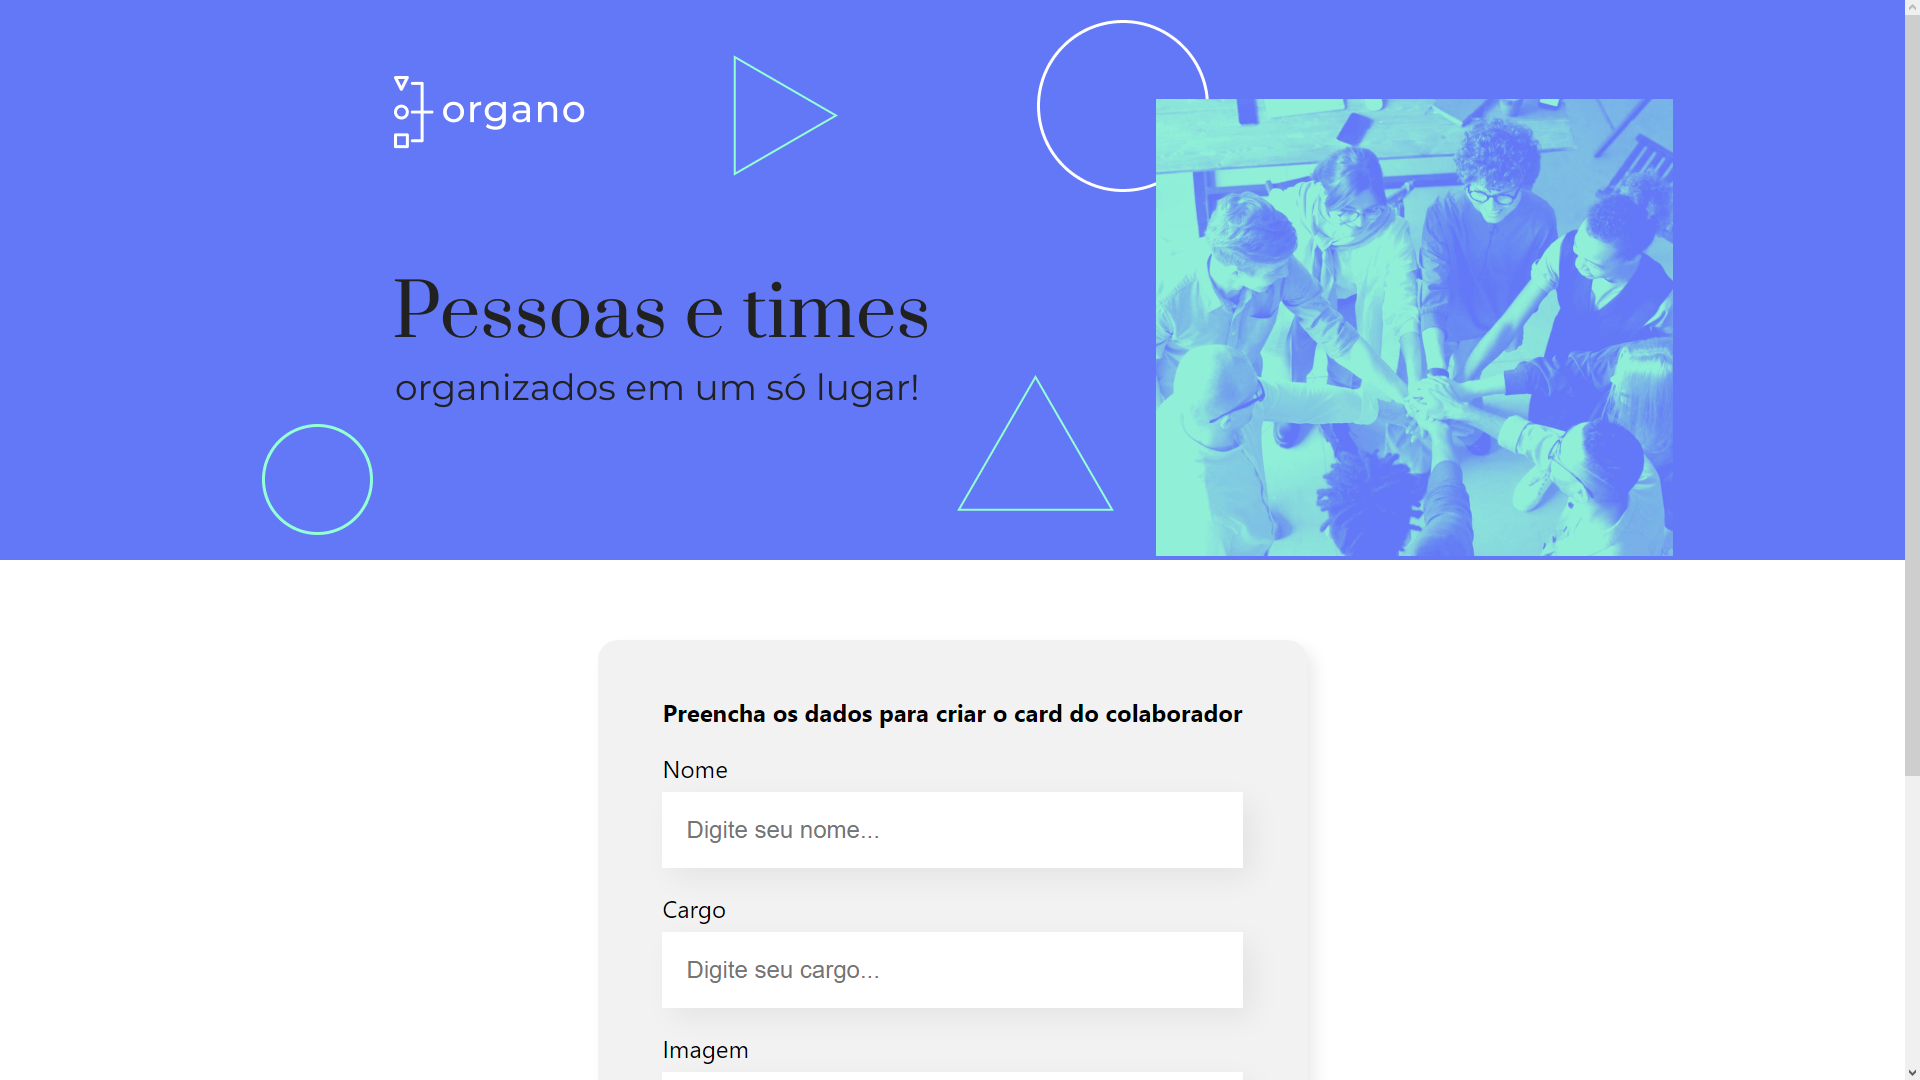 organo
Pessoas e times
organizados em um só lugar!
Preencha os dados para criar o card do colaborador
Nome
Digite seu nome...
Cargo
Digite seu cargo...
Imagem